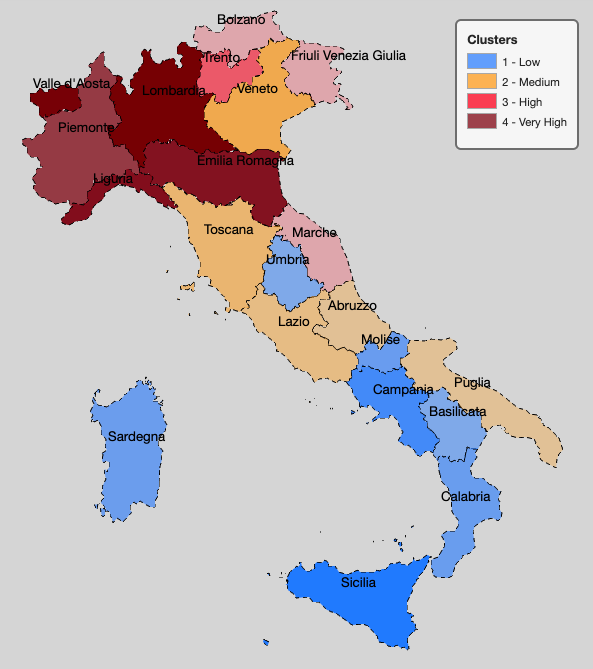 Bolzano
Trento
Friuli Venezia Giulia
Valle d'Aosta
Lombardia
Veneto
Piemonte
Emilia Romagna
Liguria
Toscana
Marche
Umbria
Abruzzo
Lazio
Molise
Puglia
Campania
Basilicata
Sardegna
Calabria
Sicilia
Clusters
1 - Low
2 - Medium
3 - High
4 - Very High